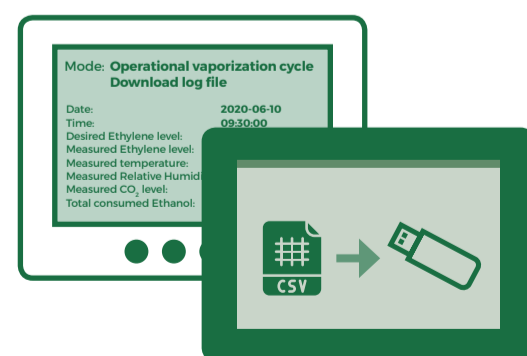 Mode: Operational vaporization cycle
Download log file
Date: 2020-06-10
Time: 09:30:00
Desired Ethylene level:
Measured Ethylene level:
Measured temperature:
Measured Relative Humidi
Measured CO₂ level:
Total consumed Ethanol:
CSV